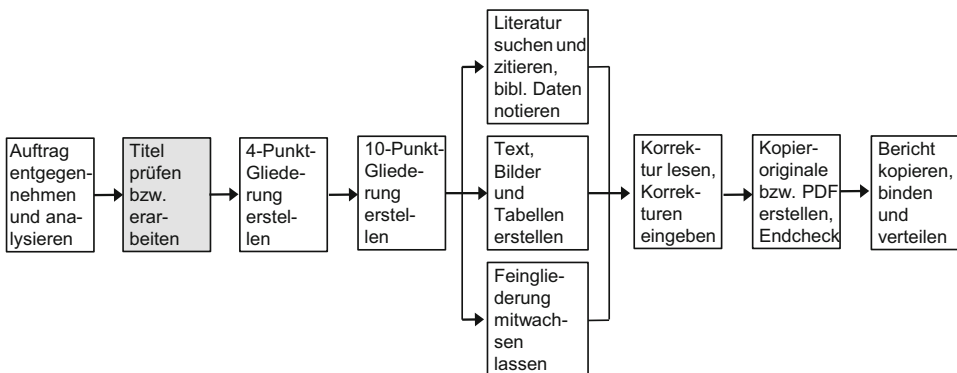 Auftrag
entgegen-
nehmen
und ana-
lysieren
Titel
prüfen
bzw.
erar-
beiten
4-Punkt-
Gliede-
rung
erstel-
len
10-Punkt-
Gliede-
rung
erstel-
len
Literatur
suchen und
zitieren,
bibl. Daten
notieren
Text,
Bilder
und
Tabellen
erstellen
Feinglie-
derung
mitwach-
sen
lassen
Korrek-
tur lesen,
Korrek-
turen
eingeben
Kopier-
originale
bzw. PDF
erstellen,
Endcheck
Bericht
kopieren,
binden
und
verteilen